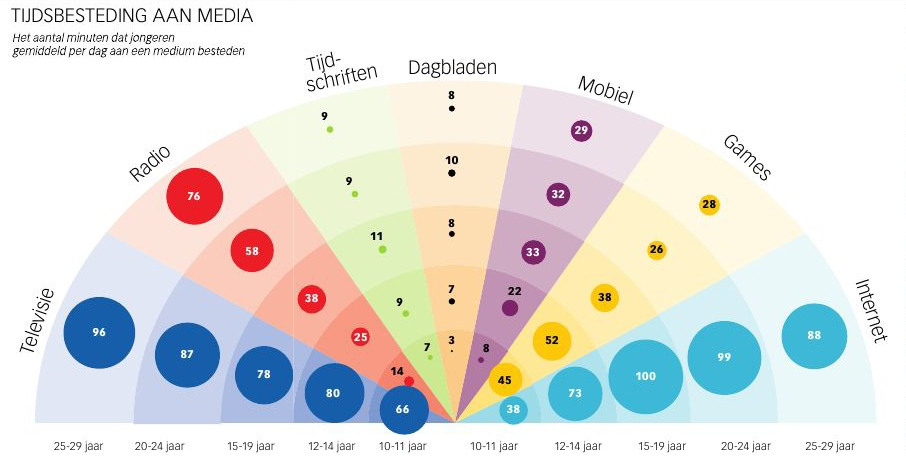 TIJDSBESTEDING AAN MEDIA
Het aantal minuten dat jongeren
gemiddeld per dag aan een medium besteden
Televisie
96
87
78
80
66
Radio
76
58
38
25
14
Tijd-
schriften
9
9
11
9
7
Dagbladen
8
10
8
7
3
Mobiel
29
32
33
22
8
Games
28
26
38
52
45
Internet
88
99
100
73
38
25-29 jaar
20-24 jaar
15-19 jaar
12-14 jaar
10-11 jaar
10-11 jaar
12-14 jaar
15-19 jaar
20-24 jaar
25-29 jaar